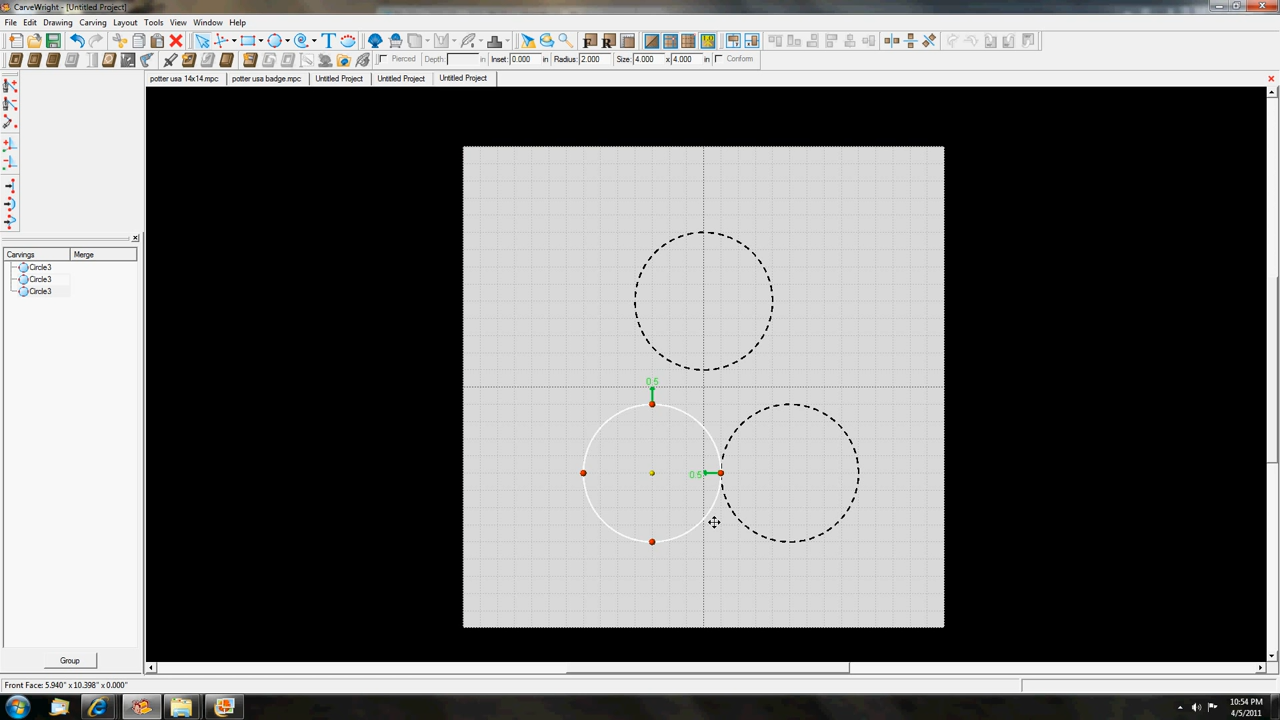 CarveWright - [Untitled Project]
File Edit Drawing Carving Layout Tools View Window Help
Pierced Depth: in Inset: 0.000 in Radius: 2.000 Size: 4.000 x 4.000 in Conform
potter usa 14x14.mpc potter usa badge.mpc Untitled Project Untitled Project Untitled Project
Carvings Merge
Circle3
Circle3
Circle3
0.5
0.5
Group
Front Face: 5.940" x 10.398" x 0.000"
10:54 PM
4/5/2011